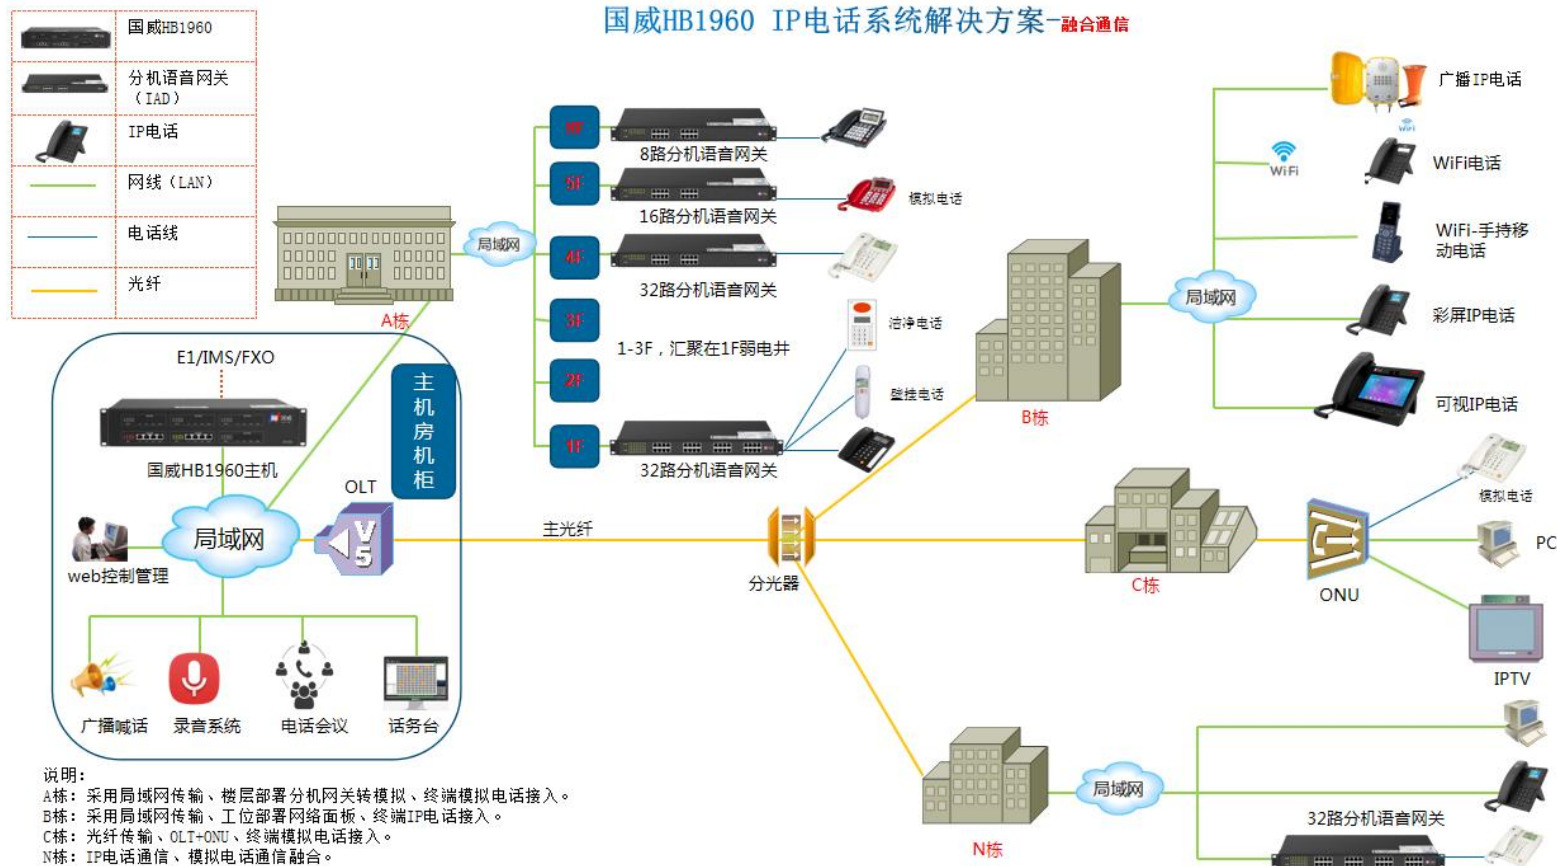 国威HB1960 IP电话系统解决方案-融合通信
国威HB1960
分机语音网关
(IAD)
IP电话
网线(LAN)
电话线
光纤
A栋
局域网
5F
4F
3F
2F
1F
8路分机语音网关
16路分机语音网关
模拟电话
32路分机语音网关
1-3F，汇聚在1F弱电井
洁净电话
壁挂电话
32路分机语音网关
B栋
局域网
广播IP电话
WiFi
WiFi
WiFi电话
WiFi-手持移
动电话
彩屏IP电话
可视IP电话
E1/IMS/FXO
主机房机柜
国威HB1960主机
局域网
OLT
V5
web控制管理
广播喊话
录音系统
电话会议
话务台
主光纤
分光器
C栋
ONU
模拟电话
PC
IPTV
N栋
局域网
32路分机语音网关
说明：
A栋：采用局域网传输、楼层部署分机网关转模拟、终端模拟电话接入。
B栋：采用局域网传输、工位部署网络面板、终端IP电话接入。
C栋：光纤传输、OLT+ONU、终端模拟电话接入。
N栋：IP电话通信、模拟电话通信融合。